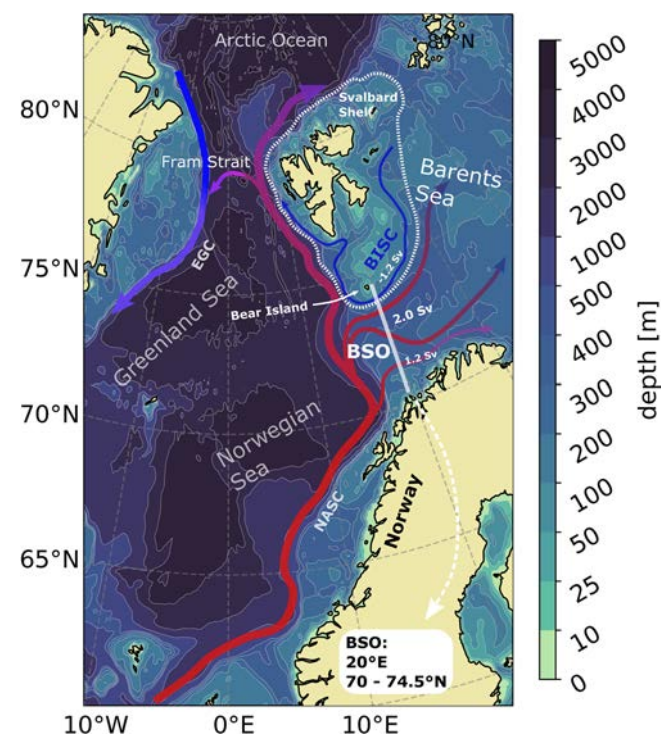 Arctic Ocean
80°N
80°N
Svalbard
Shelf
Fram Strait
Barents
Sea
EGC
BISC
-1.2 Sv
75°N
Bear Island
2.0 Sv
BSO
1.2 Sv
Greenland Sea
70°N
Norwegian
Sea
NASC
Norway
65°N
BSO:
20°E
70 - 74.5°N
10°W
0°E
10°E
5000
4000
3000
2000
1000
500
400
300
200
100
50
25
10
0
depth [m]